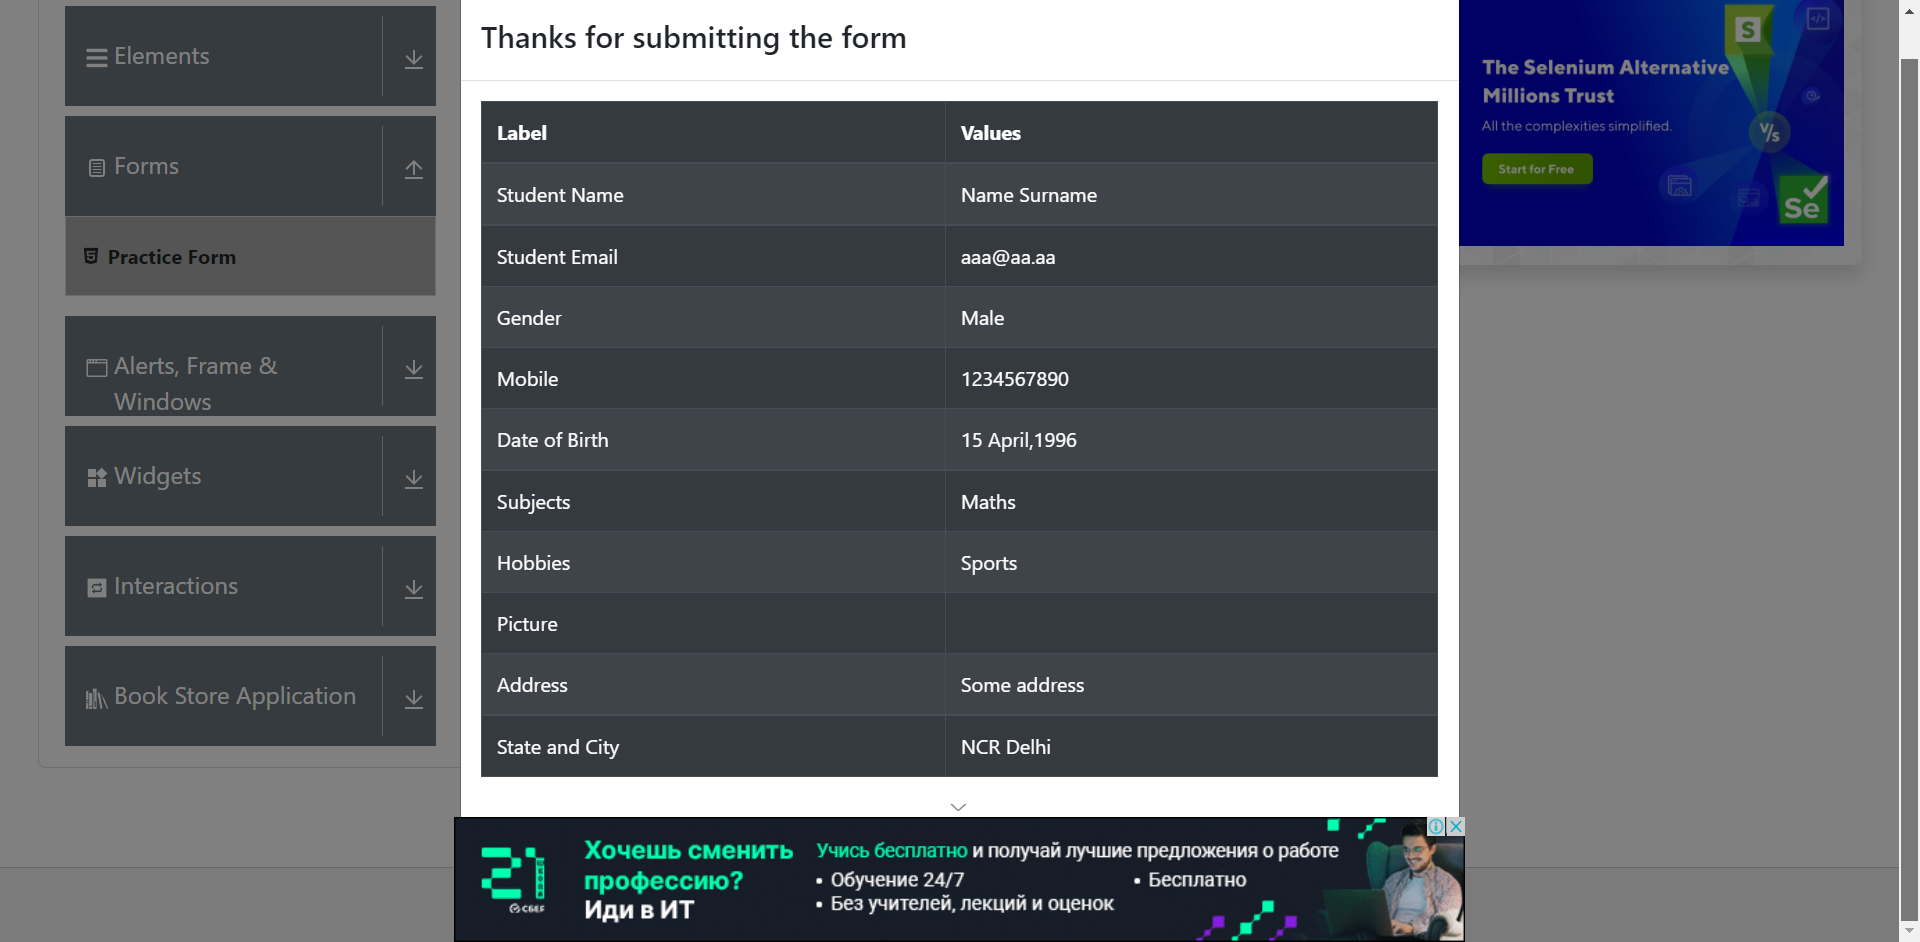 Elements
Forms
Practice Form
Alerts, Frame &
Windows
Widgets
Interactions
Book Store Application
Thanks for submitting the form
Label Values
Student Name Name Surname
Student Email aaa@aa.aa
Gender Male
Mobile 1234567890
Date of Birth 15 April,1996
Subjects Maths
Hobbies Sports
Picture
Address Some address
State and City NCR Delhi
S
The Selenium Alternative
Millions Trust
All the complexities simplified.
Start for Free
V/s
Se
21
ШКОЛА
СБЕР
Хочешь сменить
профессию?
Иди в ИТ
Учись бесплатно и получай лучшие предложения о работе
• Обучение 24/7
• Бесплатно
• Без учителей, лекций и оценок